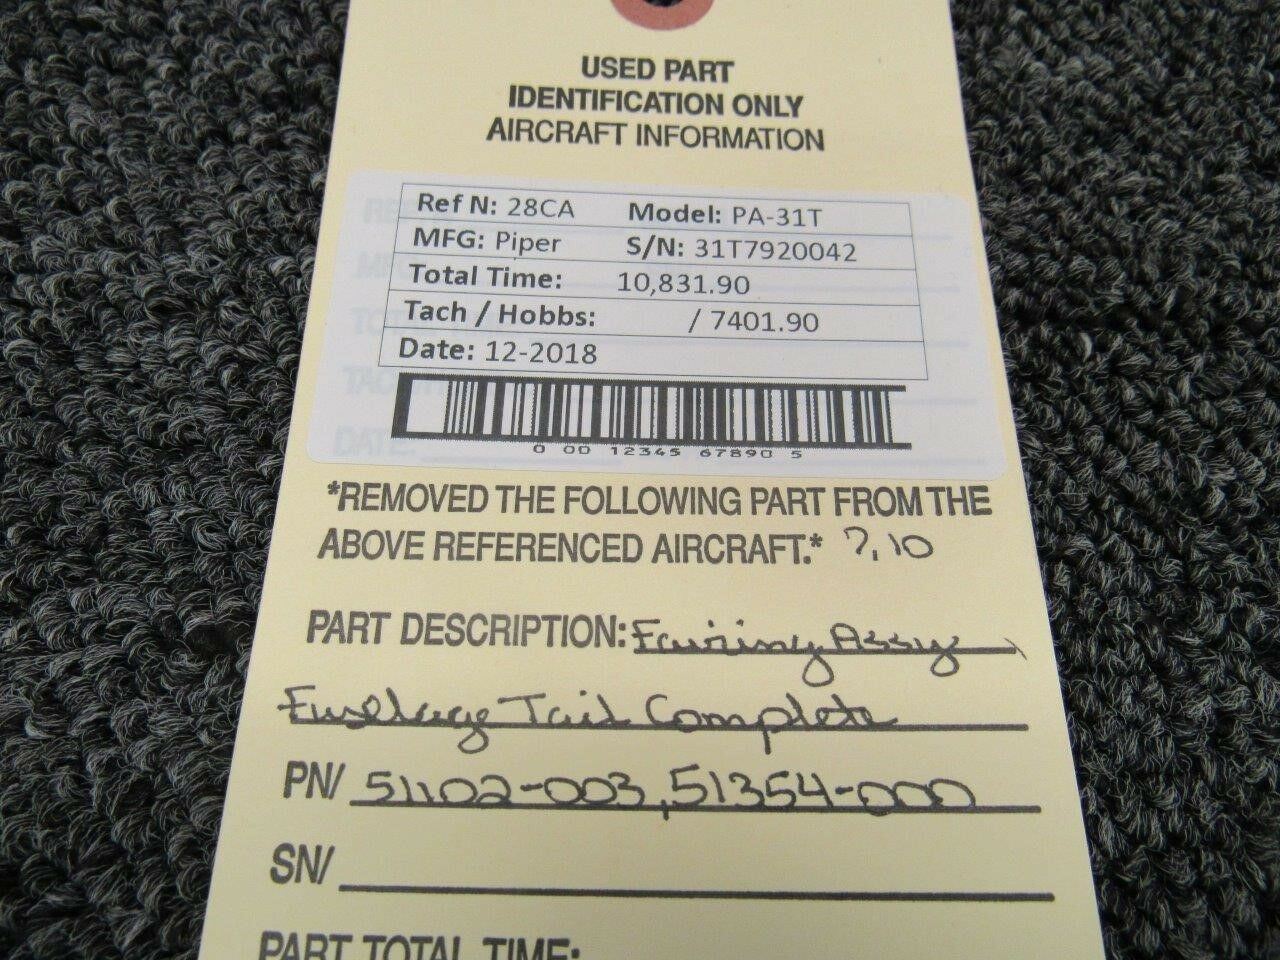 USED PART
IDENTIFICATION ONLY
AIRCRAFT INFORMATION
Ref N: 28CA Model: PA-31T
MFG: Piper S/N: 31T7920042
Total Time: 10,831.90
Tach / Hobbs: / 7401.90
Date: 12-2018
0 00 12345 67890 5
*REMOVED THE FOLLOWING PART FROM THE
ABOVE REFERENCED AIRCRAFT.* 7.10
PART DESCRIPTION: Fairing Assy
Fuselage Tail Complete
PN/ 51102-003, 51354-000
SN/
PART TOTAL TIME: